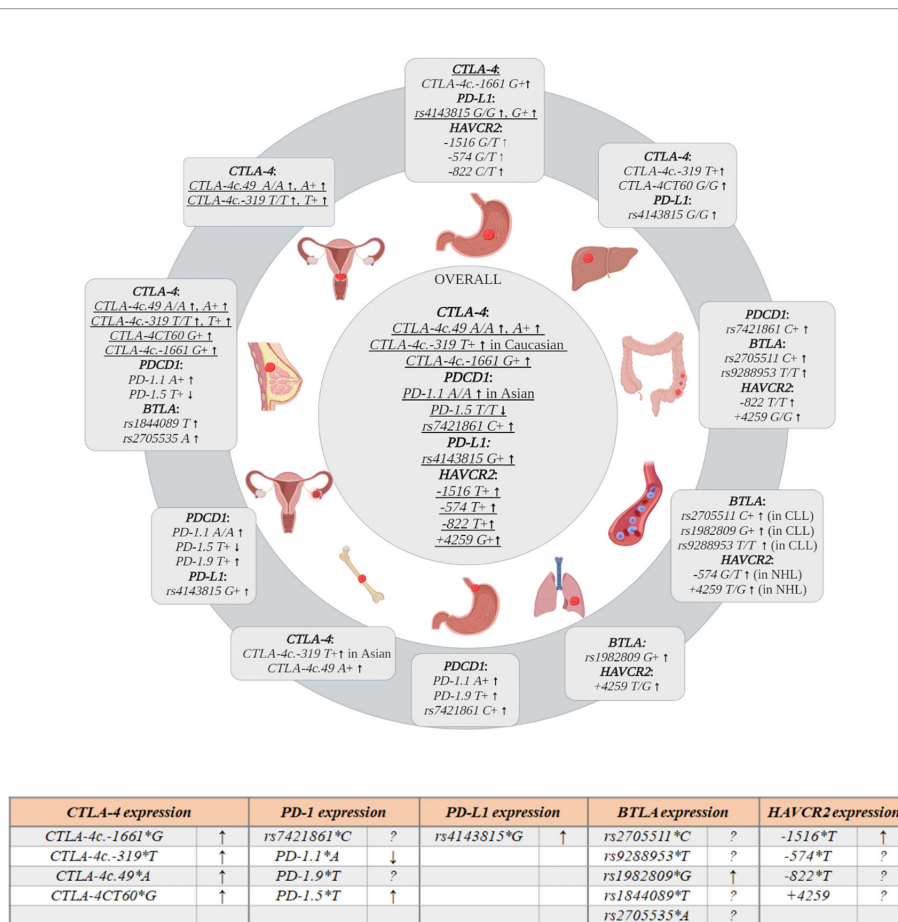 CTLA-4:
CTLA-4c.-1661 G+↑
PD-L1:
rs4143815 G/G ↑, G+ ↑
HAVCR2:
-1516 G/T ↑
-574 G/T ↑
-822 C/T ↑
CTLA-4:
CTLA-4c.-319 T+↑
CTLA-4CT60 G/G ↑
PD-L1:
rs4143815 G/G ↑
PDCD1:
rs7421861 C+ ↑
BTLA:
rs2705511 C+ ↑
rs9288953 T/T ↑
HAVCR2:
-822 T/T ↑
+4259 G/G ↑
BTLA:
rs2705511 C+ ↑ (in CLL)
rs1982809 G+ ↑ (in CLL)
rs9288953 T/T ↑ (in CLL)
HAVCR2:
-574 G/T ↑ (in NHL)
+4259 T/G ↑ (in NHL)
BTLA:
rs1982809 G+ ↑
HAVCR2:
+4259 T/G ↑
PDCD1:
PD-1.1 A+ ↑
PD-1.9 T+ ↑
rs7421861 C+ ↑
CTLA-4:
CTLA-4c.-319 T+↑ in Asian
CTLA-4c.49 A+ ↑
PDCD1:
PD-1.1 A/A ↑
PD-1.5 T+ ↓
PD-1.9 T+ ↑
PD-L1:
rs4143815 G+ ↑
CTLA-4:
CTLA-4c.49 A/A ↑, A+ ↑
CTLA-4c.-319 T/T ↑, T+ ↑
CTLA-4CT60 G+ ↑
CTLA-4c.-1661 G+ ↑
PDCD1:
PD-1.1 A+ ↑
PD-1.5 T+ ↓
BTLA:
rs1844089 T ↑
rs2705535 A ↑
CTLA-4:
CTLA-4c.49 A/A ↑, A+ ↑
CTLA-4c.-319 T/T ↑, T+ ↑
OVERALL
CTLA-4:
CTLA-4c.49 A/A ↑, A+ ↑
CTLA-4c.-319 T+ ↑ in Caucasian
CTLA-4c.-1661 G+ ↑
PDCD1:
PD-1.1 A/A ↑ in Asian
PD-1.5 T/T ↓
rs7421861 C+ ↑
PD-L1:
rs4143815 G+ ↑
HAVCR2:
-1516 T+ ↑
-574 T+ ↑
-822 T+↑
+4259 G+↑
CTLA-4 expression PD-1 expression PD-L1 expression BTLA expression HAVCR2 expression
CTLA-4c.-1661*G ↑ rs7421861*C ? rs4143815*G ↑ rs2705511*C ? -1516*T ↑
CTLA-4c.-319*T ↑ PD-1.1*A ↓ rs9288953*T ? -574*T ?
CTLA-4c.49*A ↑ PD-1.9*T ? rs1982809*G ↑ -822*T ?
CTLA-4CT60*G ↑ PD-1.5*T ↑ rs1844089*T ? +4259 ?
rs2705535*A ?